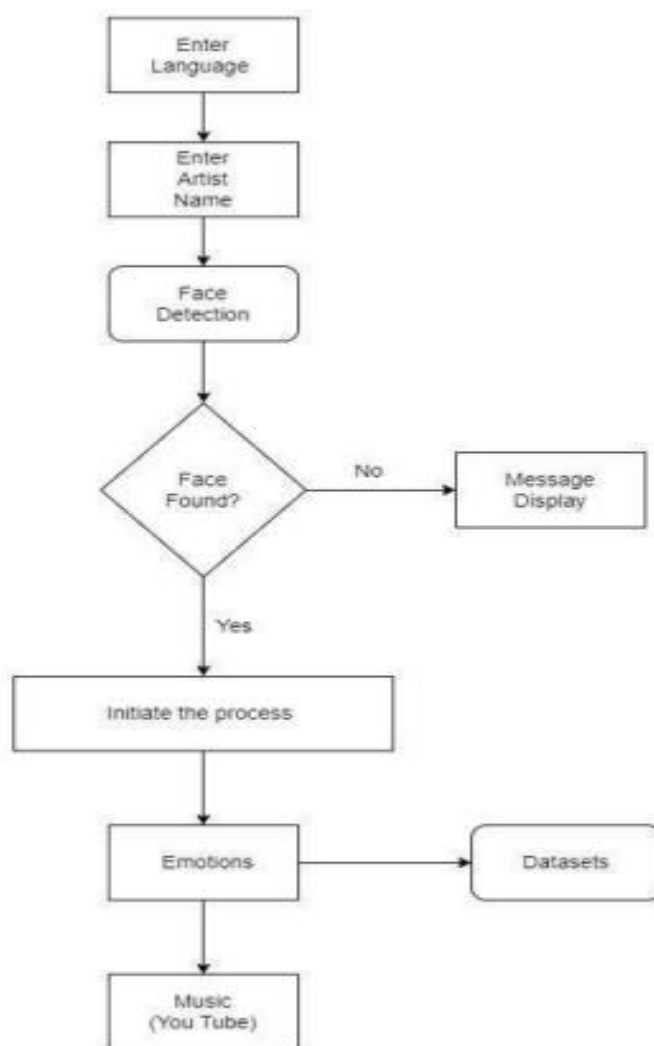 Enter
Language
Enter
Artist
Name
Face
Detection
Face
Found?
No
Message
Display
Yes
Initiate the process
Emotions
Datasets
Music
(You Tube)